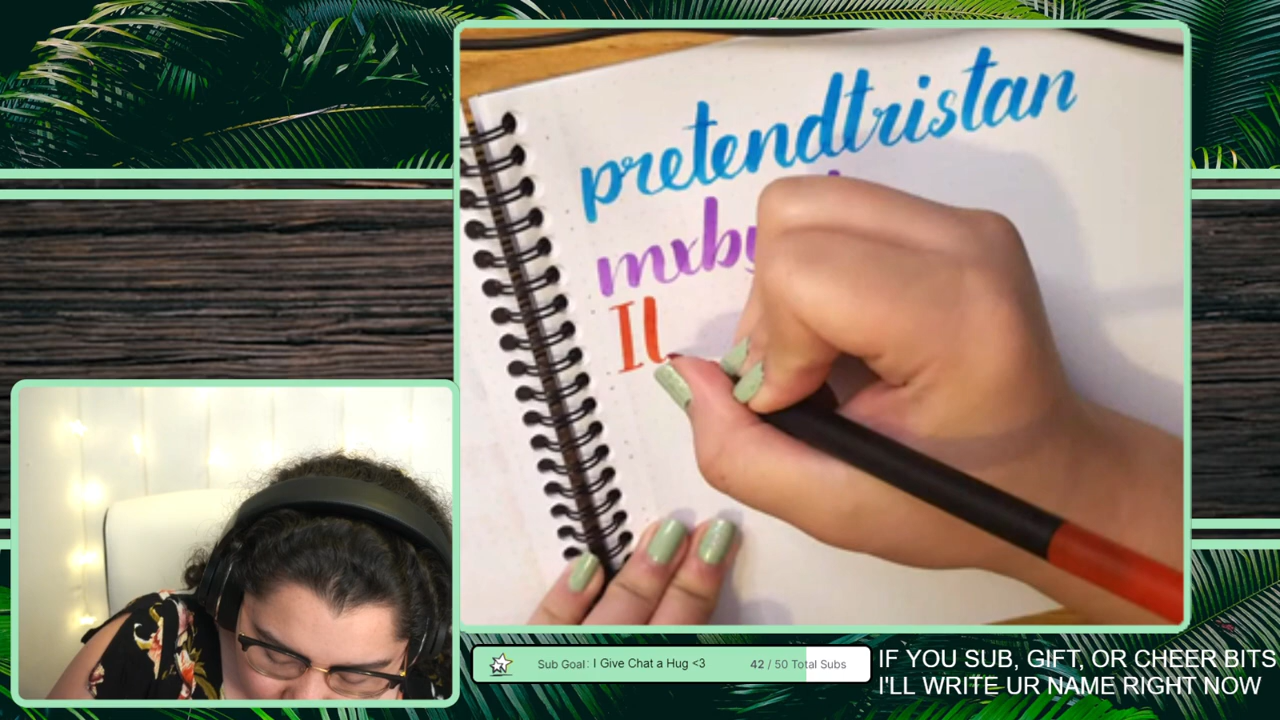 pretendtristan
Il
Sub Goal: I Give Chat a Hug <3 42 / 50 Total Subs
IF YOU SUB, GIFT, OR CHEER BITS
I'LL WRITE UR NAME RIGHT NOW